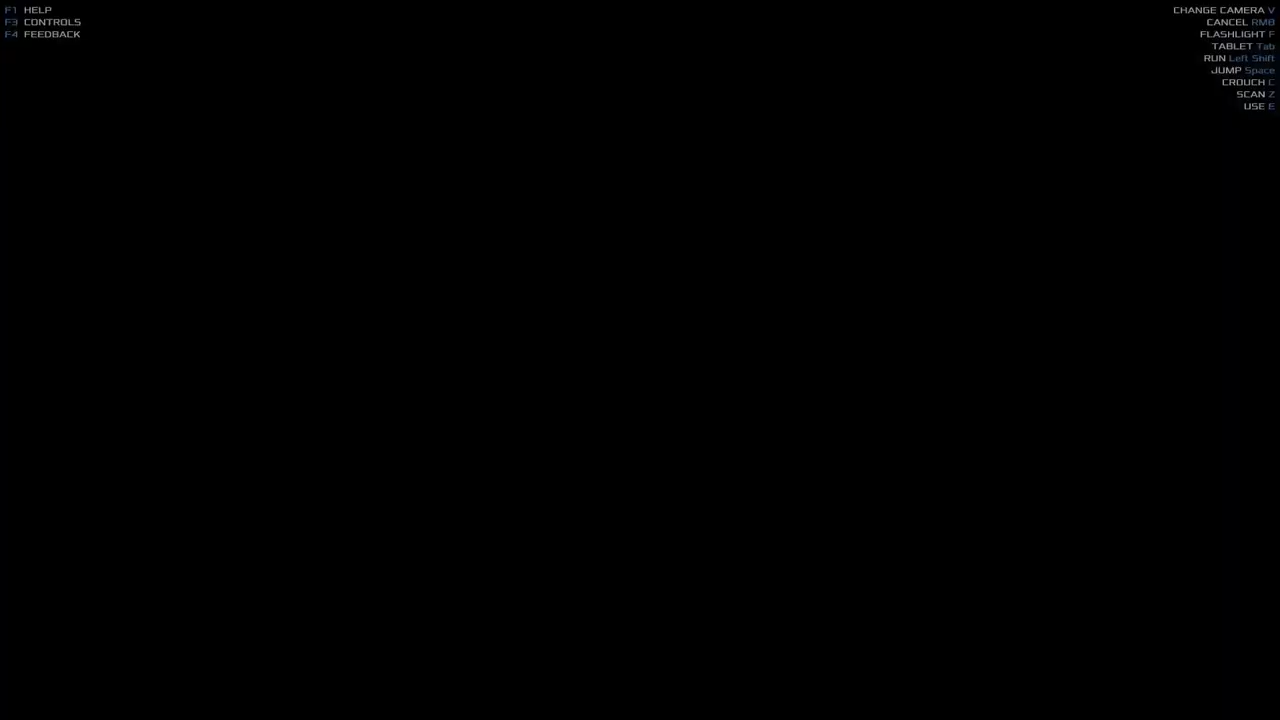 F1 HELP
F3 CONTROLS
F4 FEEDBACK
CHANGE CAMERA V
CANCEL RMB
FLASHLIGHT F
TABLET Tab
RUN Left Shift
JUMP Space
CROUCH C
SCAN Z
USE E